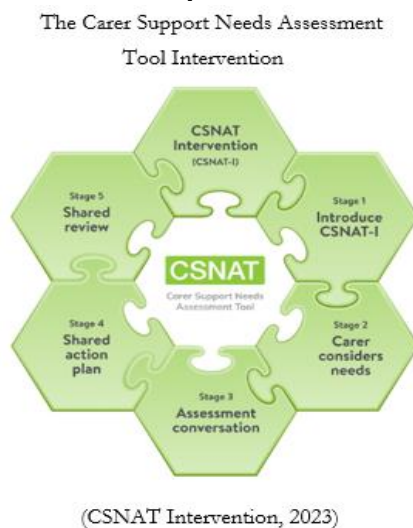 The Carer Support Needs Assessment
Tool Intervention
CSNAT
Intervention
(CSNAT-I)
Stage 1
Introduce
CSNAT-I
Stage 2
Carer
considers
needs
Stage 3
Assessment
conversation
Stage 4
Shared
action
plan
Stage 5
Shared
review
CSNAT
Carer Support Needs
Assessment Tool
(CSNAT Intervention, 2023)